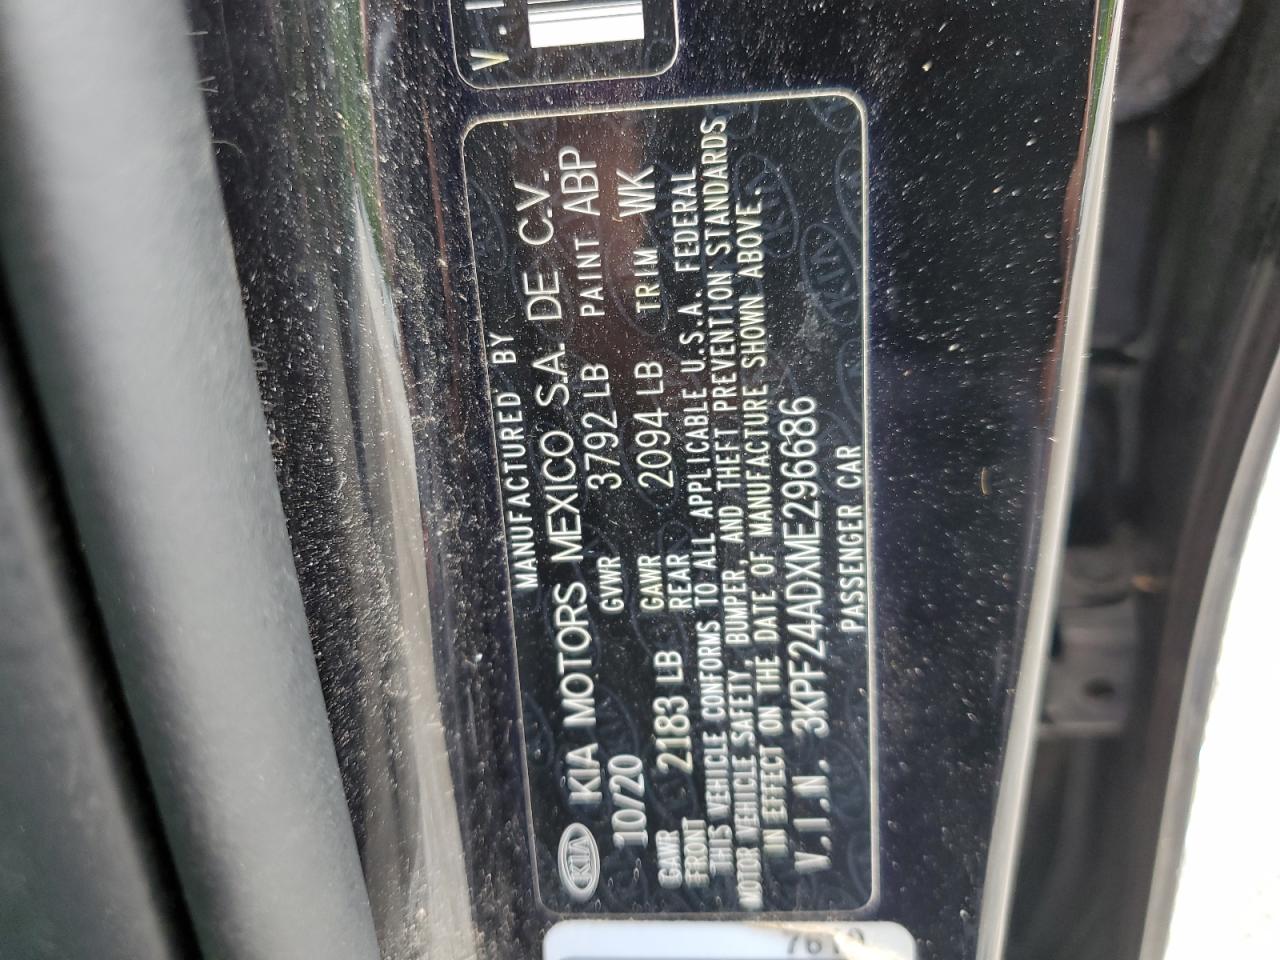 V.I
MANUFACTURED BY
KIA KIA MOTORS MEXICO S.A. DE C.V.
10/20 GVWR 3792 LB PAINT ABP
GAWR FRONT 2183 LB GAWR REAR 2094 LB TRIM WK
THIS VEHICLE CONFORMS TO ALL APPLICABLE U.S.A. FEDERAL
MOTOR VEHICLE SAFETY, BUMPER, AND THEFT PREVENTION STANDARDS
IN EFFECT ON THE DATE OF MANUFACTURE SHOWN ABOVE.
V.I.N. 3KPF24ADXME296686
PASSENGER CAR